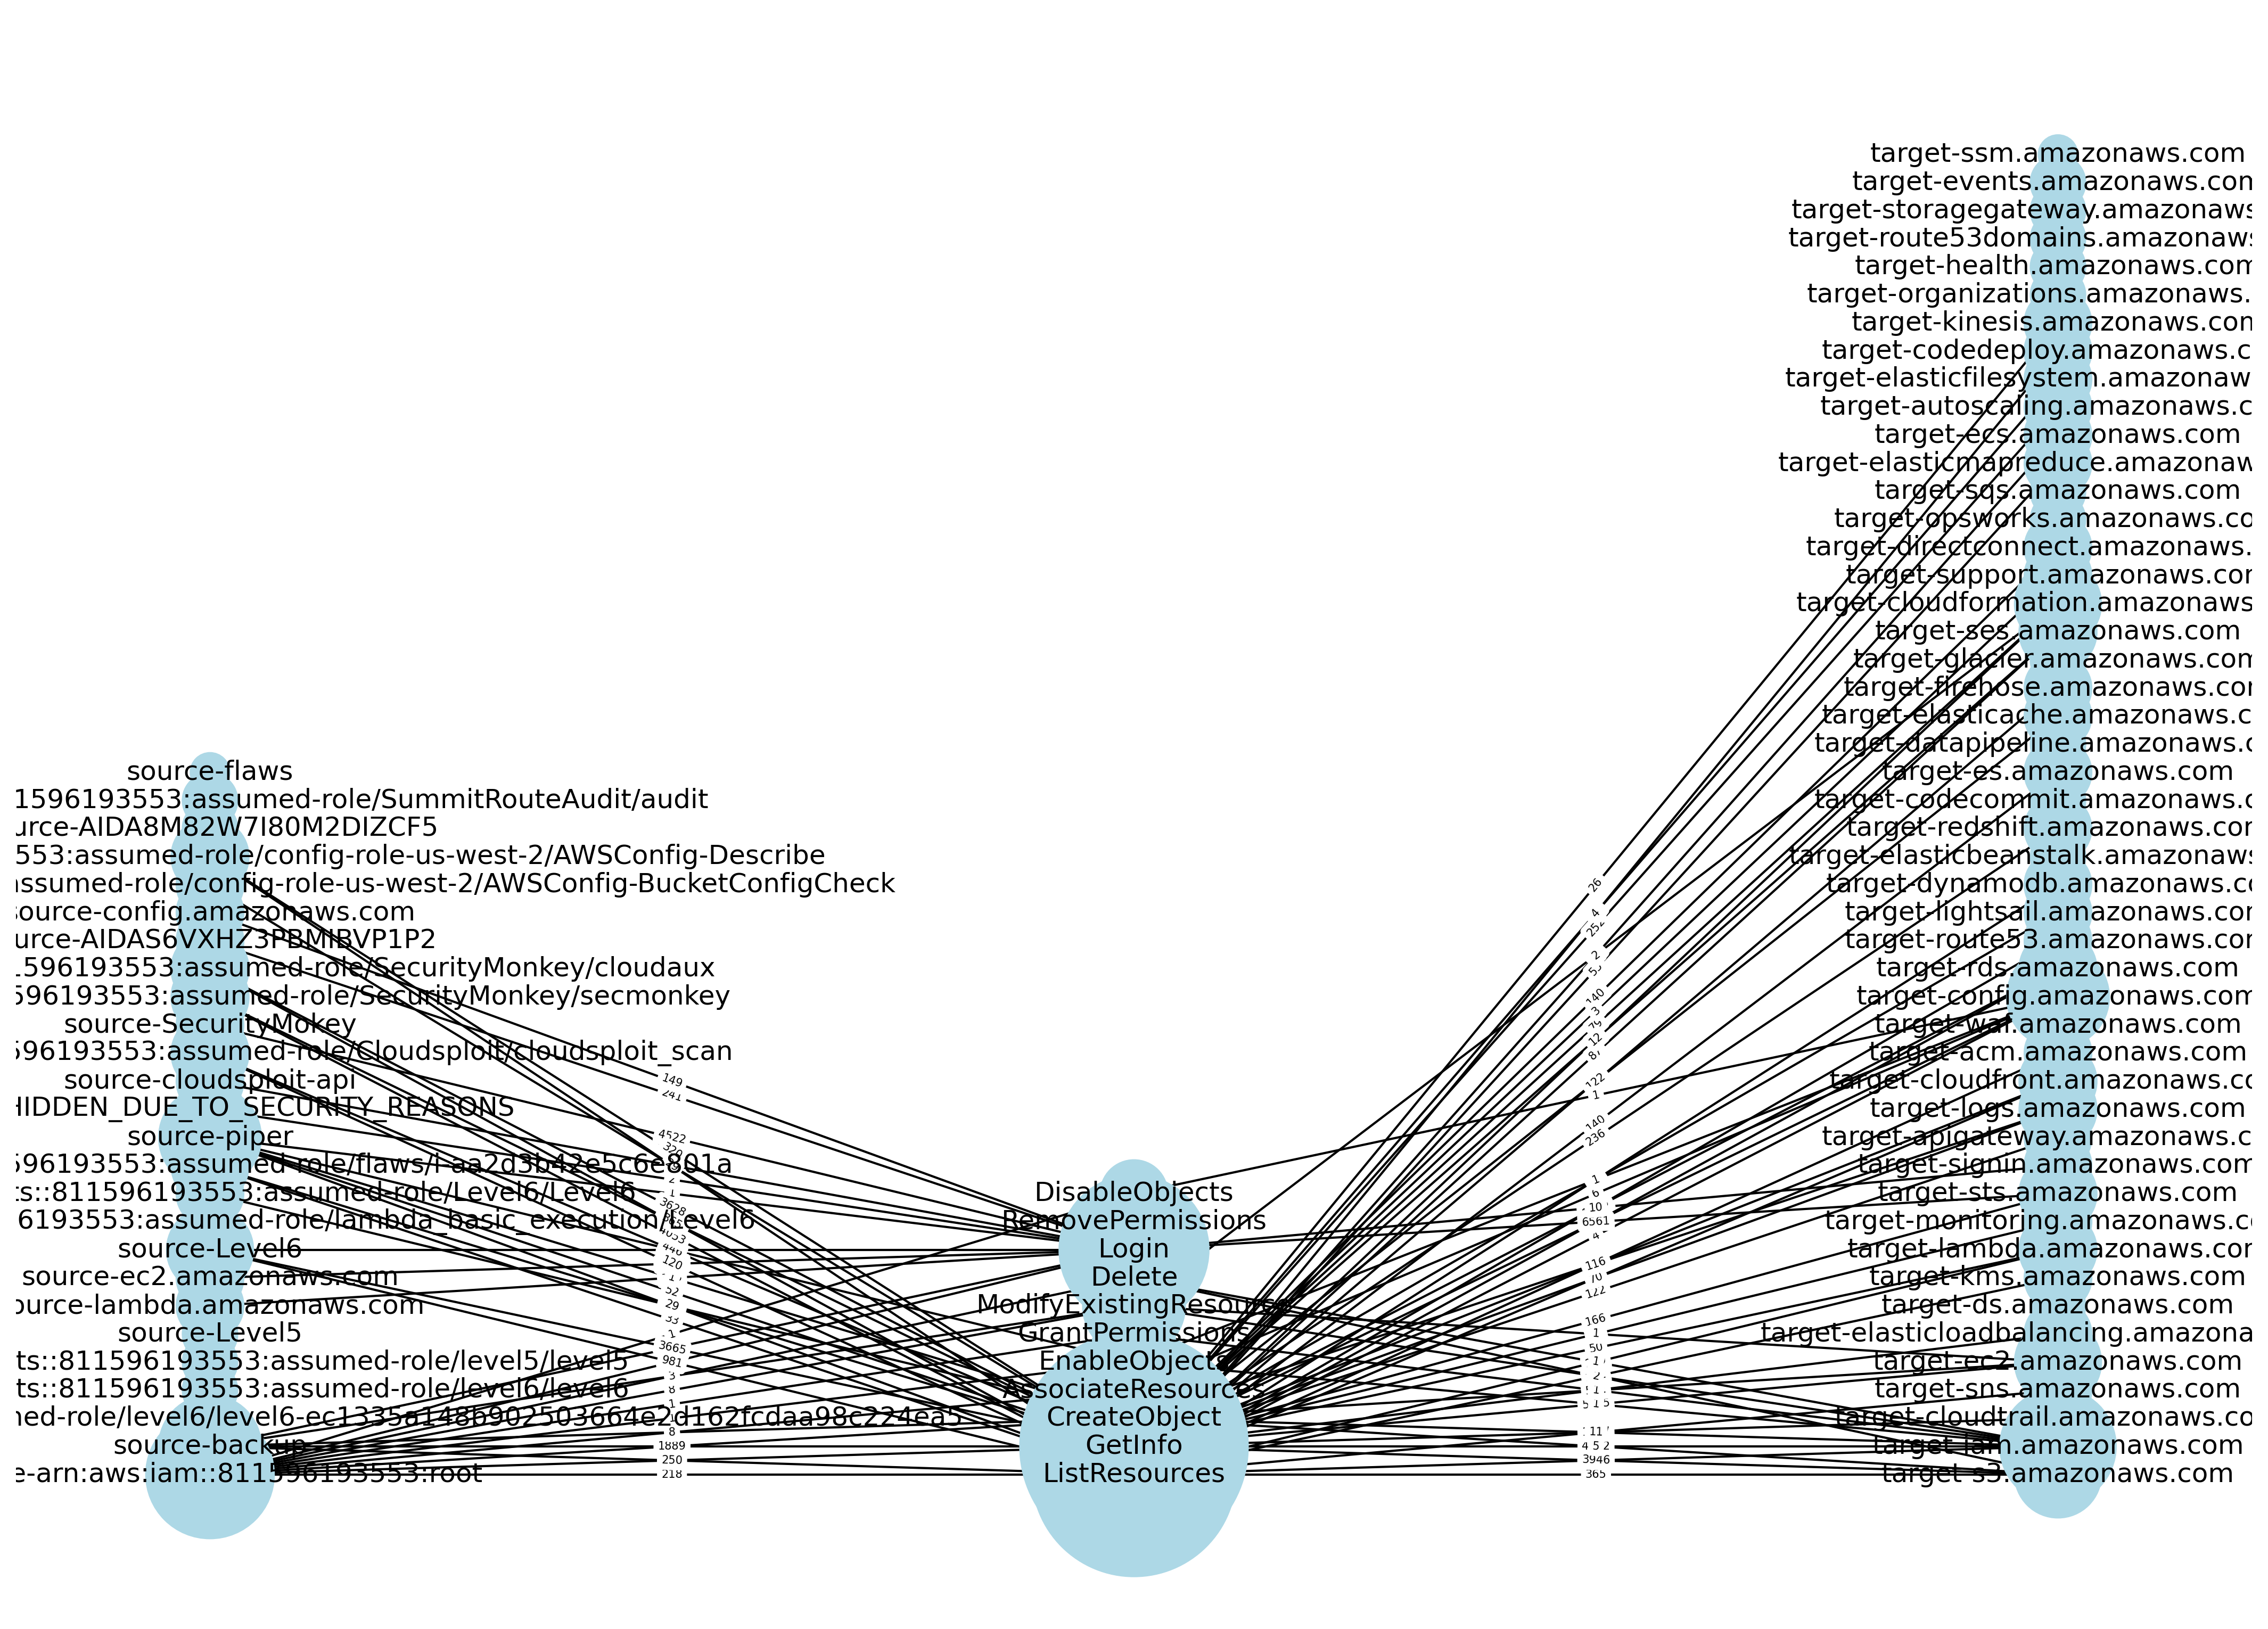 source-flaws
1596193553:assumed-role/SummitRouteAudit/audit
urce-AIDA8M82W7I80M2DIZCF5
553:assumed-role/config-role-us-west-2/AWSConfig-Describe
assumed-role/config-role-us-west-2/AWSConfig-BucketConfigCheck
source-config.amazonaws.com
urce-AIDAS6VXHZ3PBMIBVP1P2
1596193553:assumed-role/SecurityMonkey/cloudaux
596193553:assumed-role/SecurityMonkey/secmonkey
source-SecurityMokey
596193553:assumed-role/Cloudsploit/cloudsploit_scan
source-cloudsploit-api
HIDDEN_DUE_TO_SECURITY_REASONS
source-piper
596193553:assumed-role/flaws/i-aa2d3b42e5c6e801a
ts::811596193553:assumed-role/Level6/Level6
6193553:assumed-role/lambda_basic_execution/Level6
source-Level6
source-ec2.amazonaws.com
ource-lambda.amazonaws.com
source-Level5
ts::811596193553:assumed-role/level5/level5
ts::811596193553:assumed-role/level6/level6
ned-role/level6/level6-ec1335a148b902503664e2d162fcdaa98c224ea5
source-backup
e-arn:aws:iam::811596193553:root
149
241
4522
320
2
1
3628
4053
446
120
52
29
33
1
3665
981
3
8
1
1
8
1889
250
218
DisableObjects
RemovePermissions
Login
Delete
ModifyExistingResource
GrantPermissions
EnableObjects
AssociateResources
CreateObject
GetInfo
ListResources
26
4
252
2
140
3
12
87
122
1
140
236
1
6
10
6561
4
116
70
122
166
1
50
1
2
11
3946
365
target-ssm.amazonaws.com
target-events.amazonaws.com
target-storagegateway.amazonaws
target-route53domains.amazonaws
target-health.amazonaws.com
target-organizations.amazonaws.
target-kinesis.amazonaws.com
target-codedeploy.amazonaws.c
target-elasticfilesystem.amazonaw
target-autoscaling.amazonaws.c
target-ecs.amazonaws.com
target-elasticmapreduce.amazonaw
target-sqs.amazonaws.com
target-opsworks.amazonaws.co
target-directconnect.amazonaws.
target-support.amazonaws.com
target-cloudformation.amazonaws
target-ses.amazonaws.com
target-glacier.amazonaws.com
target-firehose.amazonaws.com
target-elasticache.amazonaws.c
target-datapipeline.amazonaws.c
target-es.amazonaws.com
target-codecommit.amazonaws.c
target-redshift.amazonaws.com
target-elasticbeanstalk.amazonaws
target-dynamodb.amazonaws.co
target-lightsail.amazonaws.com
target-route53.amazonaws.com
target-rds.amazonaws.com
target-config.amazonaws.com
target-waf.amazonaws.com
target-acm.amazonaws.com
target-cloudfront.amazonaws.co
target-logs.amazonaws.com
target-apigateway.amazonaws.c
target-signin.amazonaws.com
target-sts.amazonaws.com
target-monitoring.amazonaws.co
target-lambda.amazonaws.com
target-kms.amazonaws.com
target-ds.amazonaws.com
target-elasticloadbalancing.amazona
target-ec2.amazonaws.com
target-sns.amazonaws.com
target-cloudtrail.amazonaws.co
target-iam.amazonaws.com
target-s3.amazonaws.com